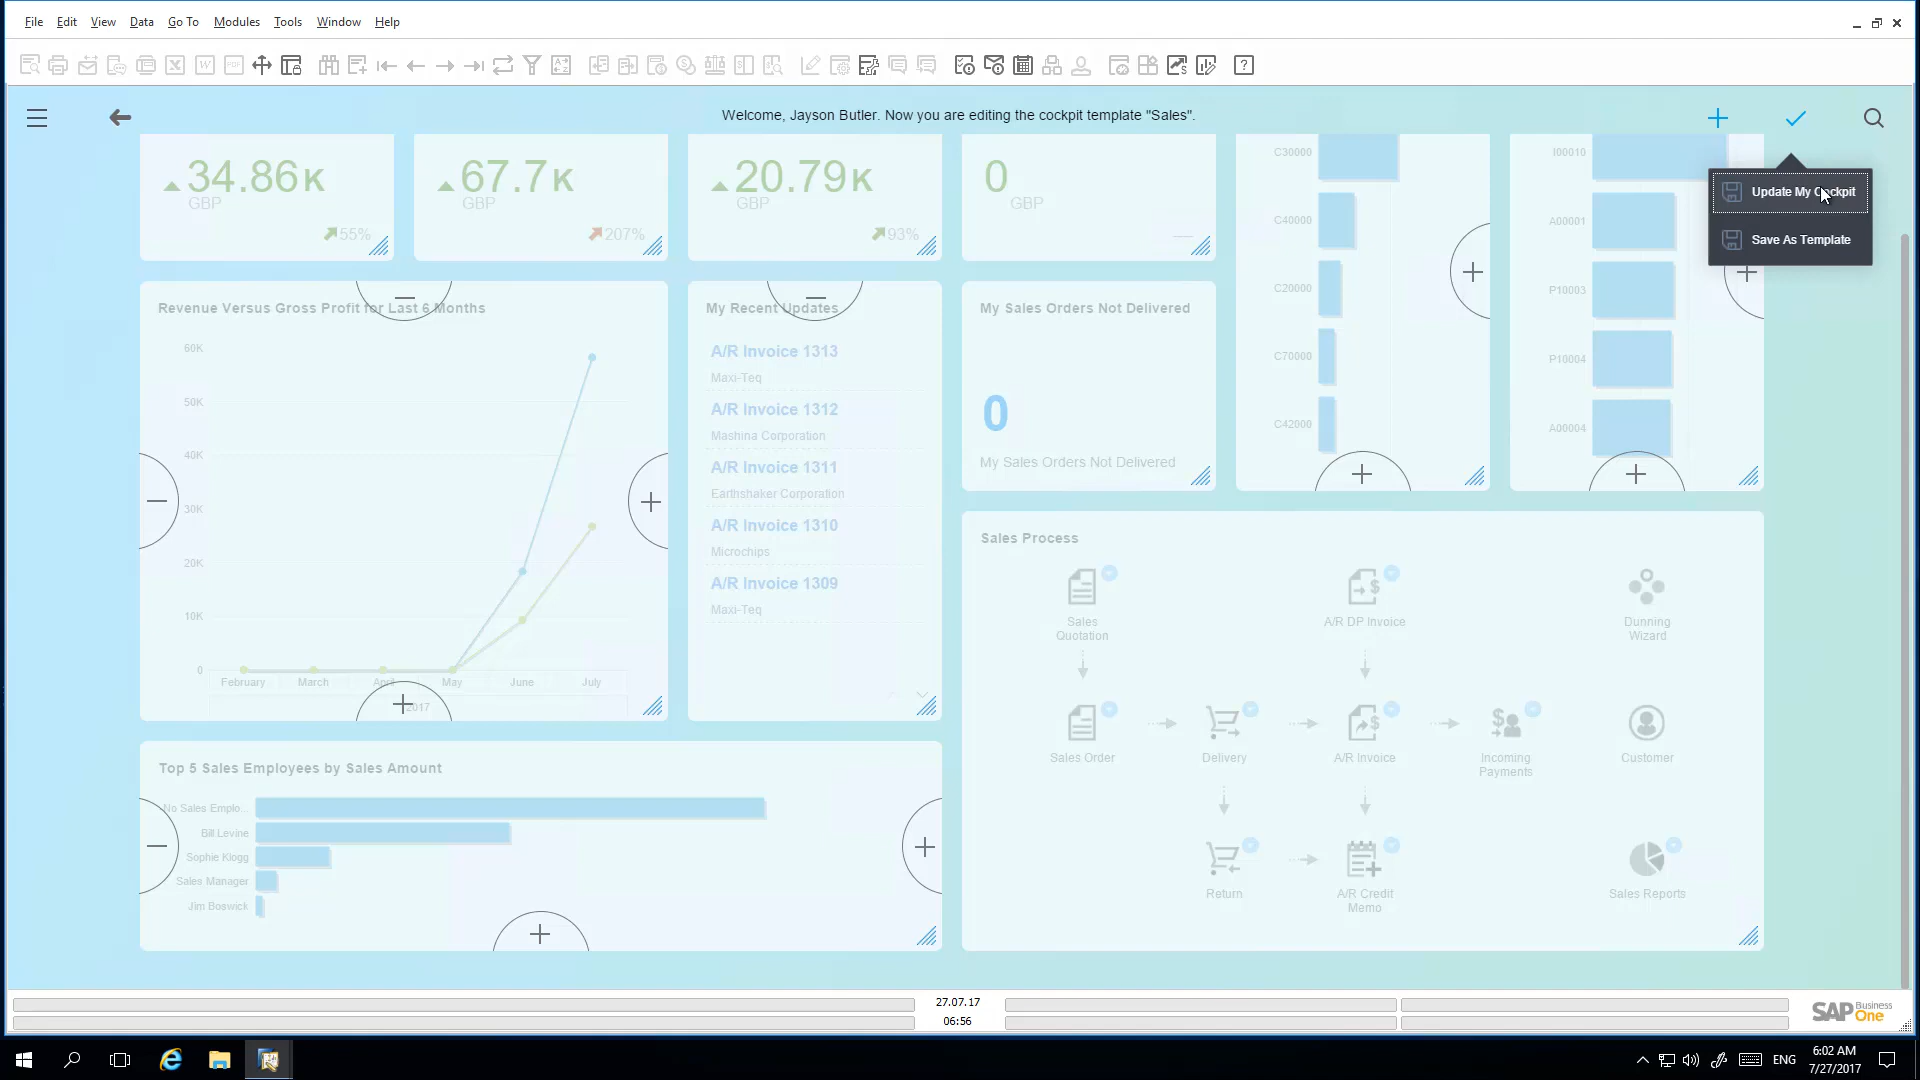 File Edit View Data Go To Modules Tools Window Help
Welcome, Jayson Butler. Now you are editing the cockpit template "Sales".
34.86K
GBP
55%
67.7K
GBP
207%
20.79K
GBP
93%
0
GBP
C30000
C40000
C20000
C70000
C42000
I00010
A00001
P10003
P10004
A00004
Update My Cockpit
Save As Template
Revenue Versus Gross Profit for Last 6 Months
60K
50K
40K
30K
20K
10K
0
February March April May June July
2017
My Recent Updates
A/R Invoice 1313
Maxi-Teq
A/R Invoice 1312
Mashina Corporation
A/R Invoice 1311
Earthshaker Corporation
A/R Invoice 1310
Microchips
A/R Invoice 1309
Maxi-Teq
My Sales Orders Not Delivered
0
My Sales Orders Not Delivered
Sales Process
Sales
Quotation
A/R DP Invoice
Dunning
Wizard
Sales Order
Delivery
A/R Invoice
Incoming
Payments
Customer
Return
A/R Credit
Memo
Sales Reports
Top 5 Sales Employees by Sales Amount
No Sales Emplo...
Bill Levine
Sophie Klogg
Sales Manager
Jim Boswick
27.07.17
06:56
SAP Business One
ENG
6:02 AM
7/27/2017